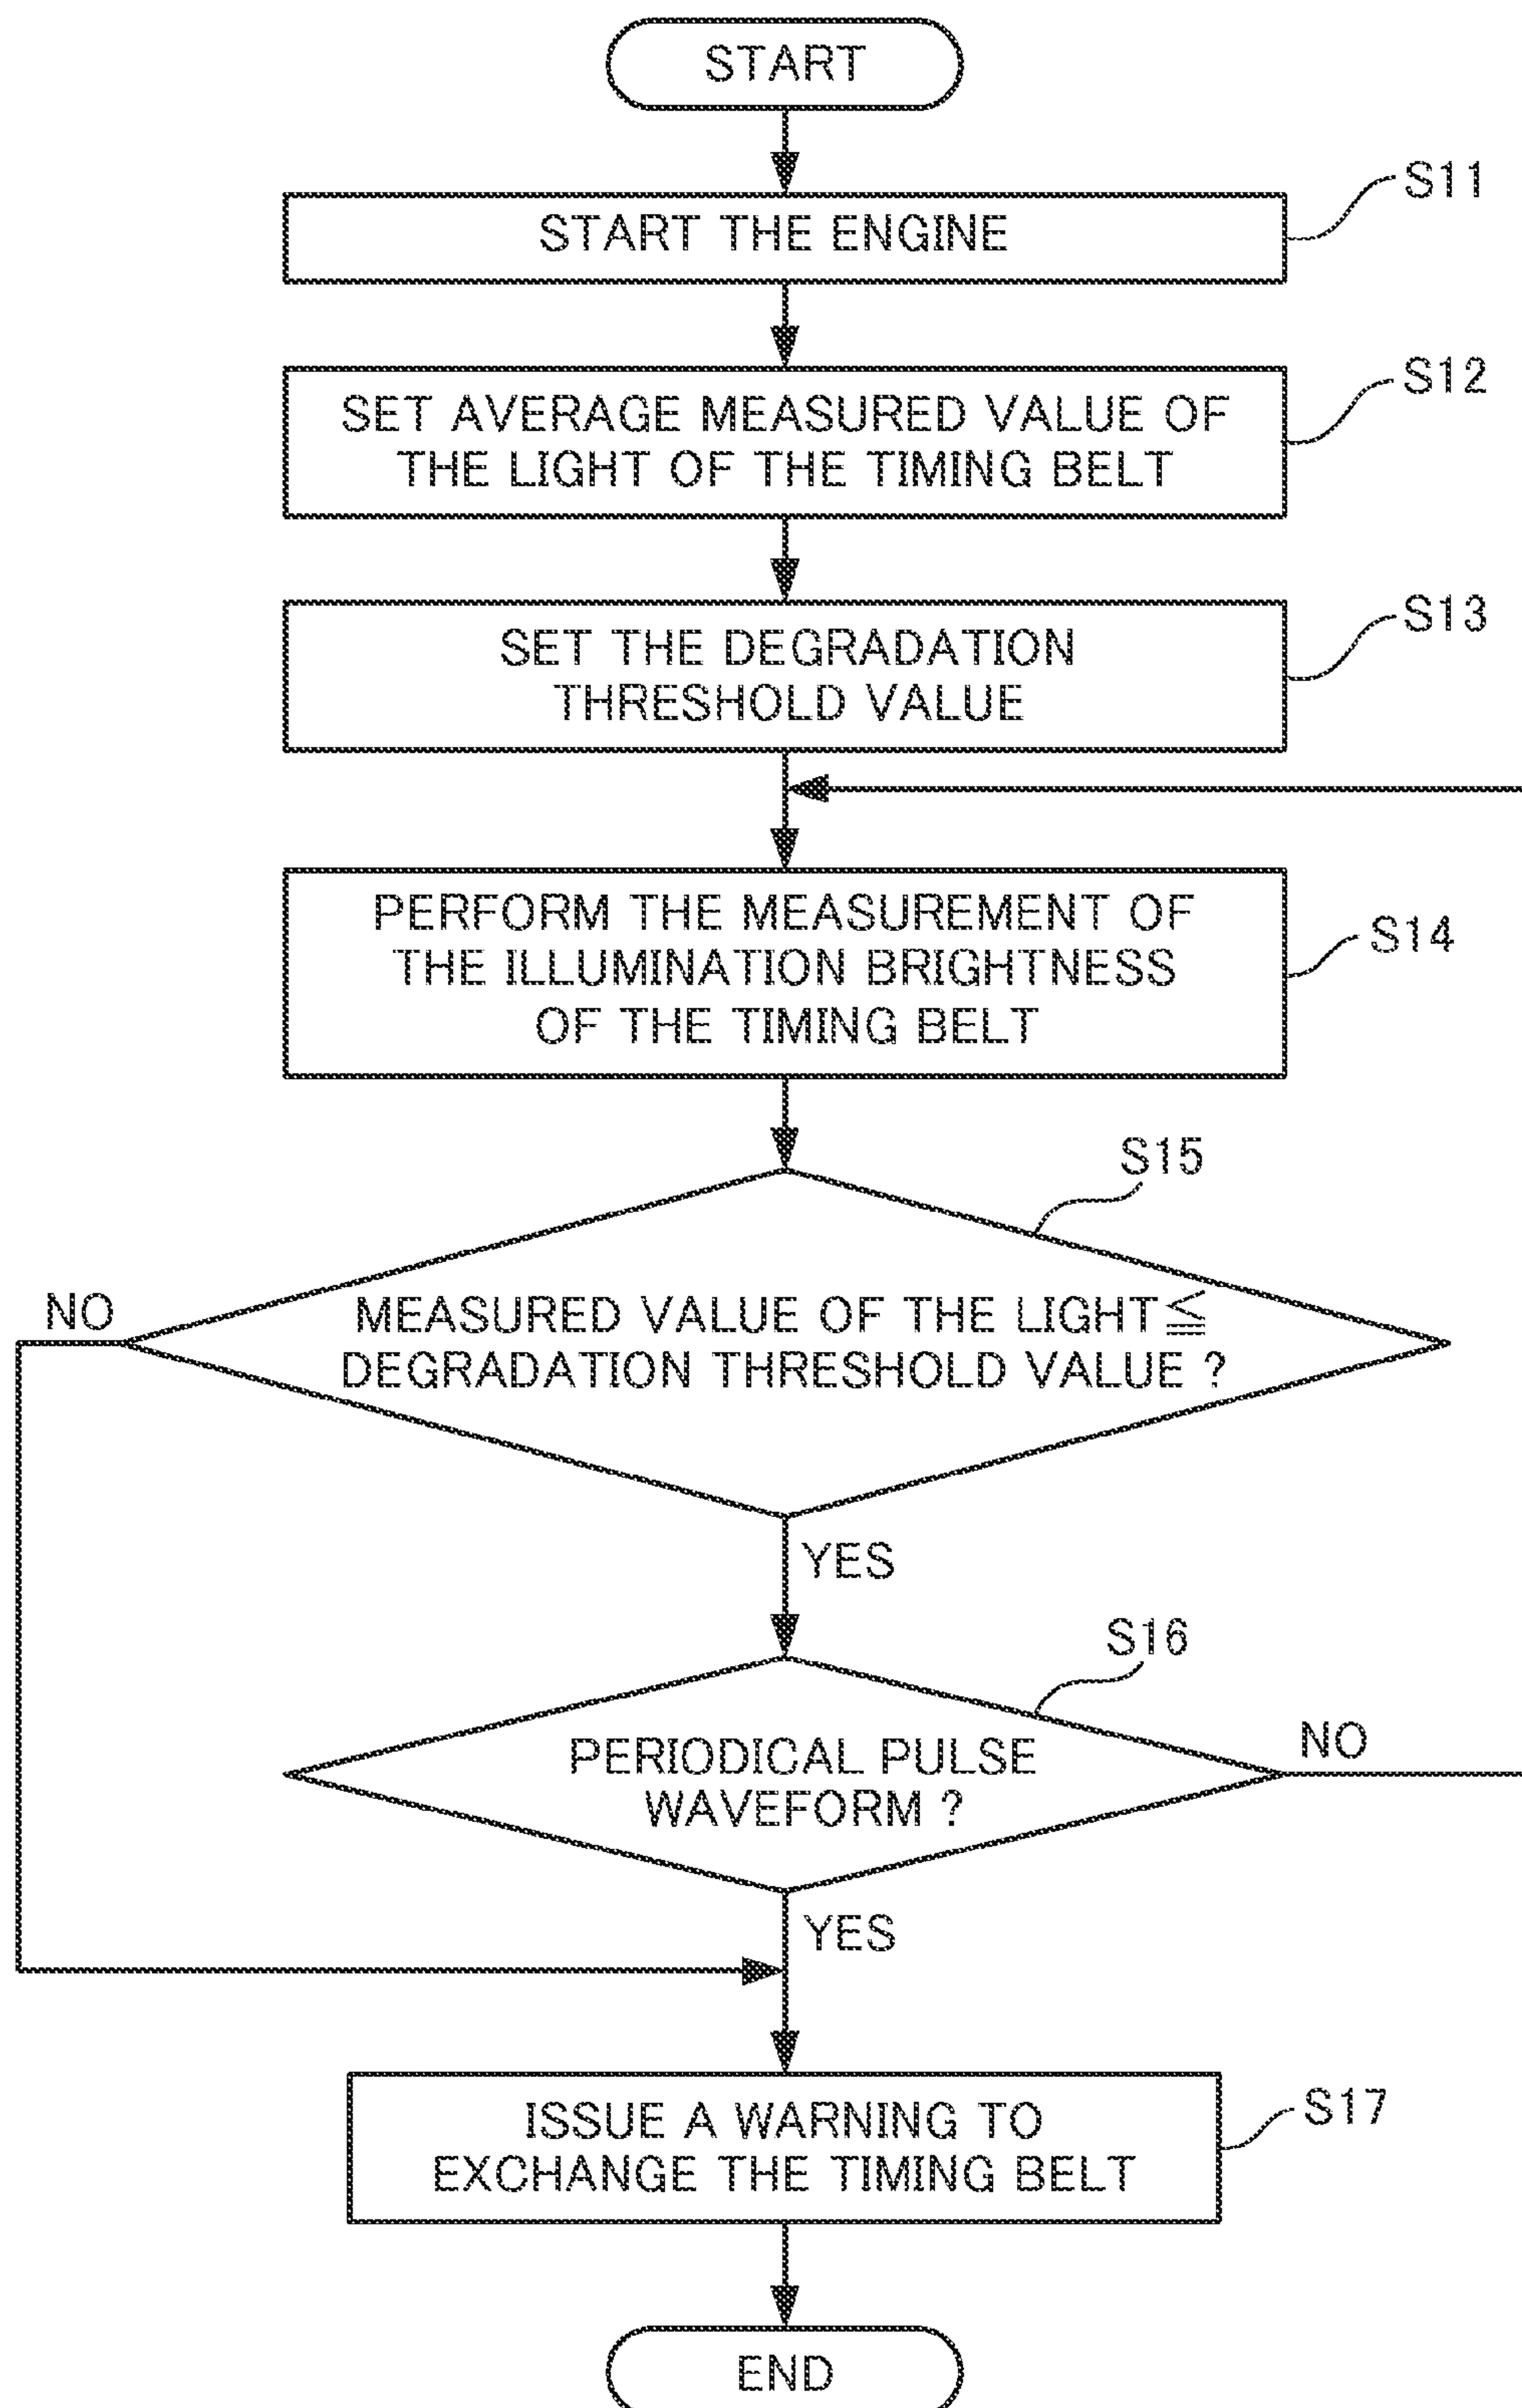 START
S11
START THE ENGINE
S12
SET AVERAGE MEASURED VALUE OF
THE LIGHT OF THE TIMING BELT
S13
SET THE DEGRADATION
THRESHOLD VALUE
PERFORM THE MEASUREMENT OF
THE ILLUMINATION BRIGHTNESS
OF THE TIMING BELT
S14
S15
NO
MEASURED VALUE OF THE LIGHT≦
DEGRADATION THRESHOLD VALUE ?
YES
S16
NO
PERIODICAL PULSE
WAVEFORM ?
YES
S17
ISSUE A WARNING TO
EXCHANGE THE TIMING BELT
END